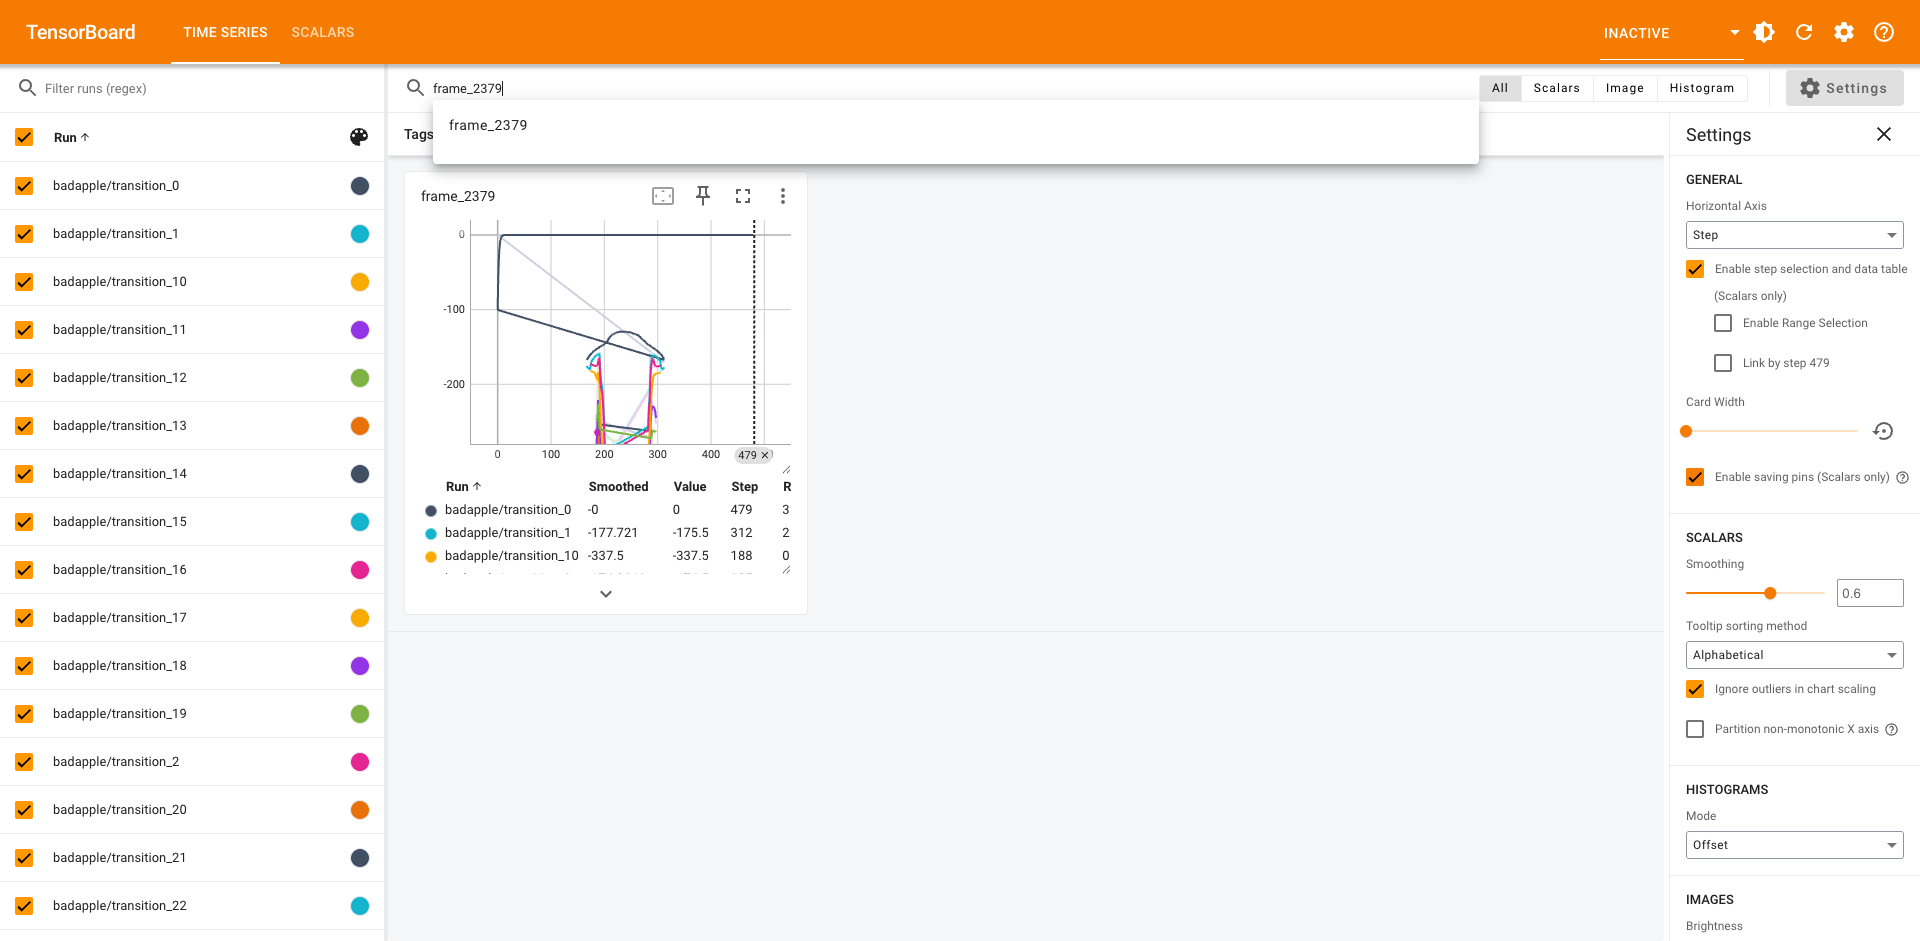 TensorBoard TIME SERIES SCALARS INACTIVE
Filter runs (regex)
Run
badapple/transition_0
badapple/transition_1
badapple/transition_10
badapple/transition_11
badapple/transition_12
badapple/transition_13
badapple/transition_14
badapple/transition_15
badapple/transition_16
badapple/transition_17
badapple/transition_18
badapple/transition_19
badapple/transition_2
badapple/transition_20
badapple/transition_21
badapple/transition_22
frame_2379
All Scalars Image Histogram Settings
frame_2379
Tags
frame_2379
0
-100
-200
0 100 200 300 400
479
Run Smoothed Value Step R
badapple/transition_0 -0 0 479 3
badapple/transition_1 -177.721 -175.5 312 2
badapple/transition_10 -337.5 -337.5 188 0
Settings
GENERAL
Horizontal Axis
Step
Enable step selection and data table
(Scalars only)
Enable Range Selection
Link by step 479
Card Width
Enable saving pins (Scalars only)
SCALARS
Smoothing
0.6
Tooltip sorting method
Alphabetical
Ignore outliers in chart scaling
Partition non-monotonic X axis
HISTOGRAMS
Mode
Offset
IMAGES
Brightness